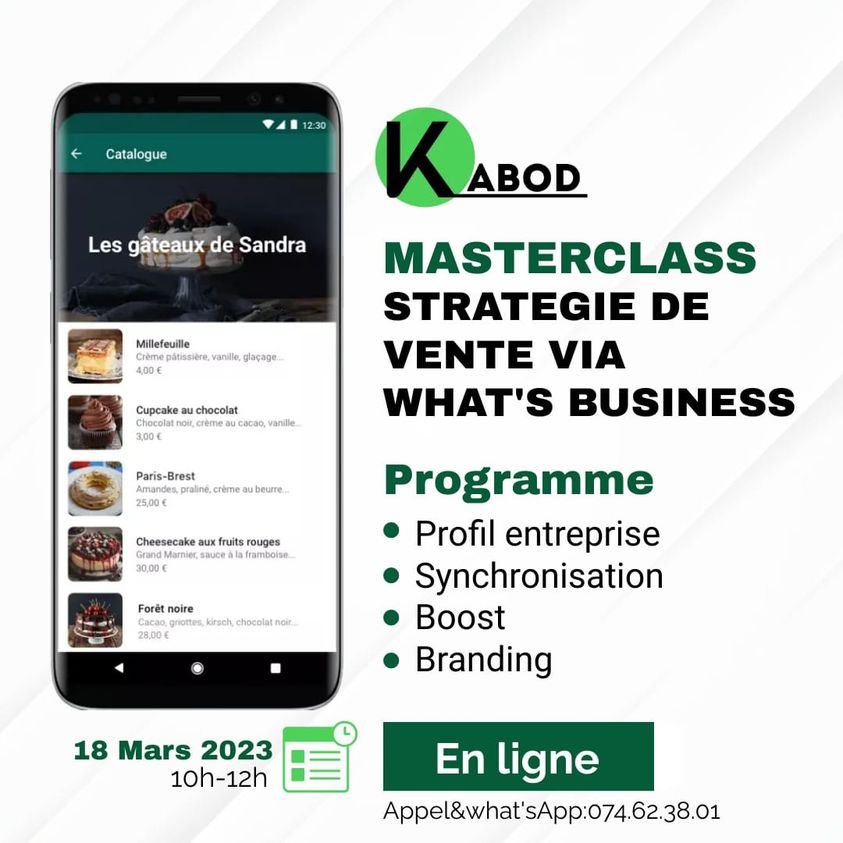 12:30
Catalogue
Les gâteaux de Sandra
Millefeuille
Crème pâtissière, vanille, glaçage...
4,00 €
Cupcake au chocolat
Chocolat noir, crème au cacao, vanille...
3,00 €
Paris-Brest
Amandes, praliné, crème au beurre...
25,00 €
Cheesecake aux fruits rouges
Grand Marnier, sauce à la framboise...
30,00 €
Forêt noire
Cacao, griottes, kirsch, chocolat noir...
28,00 €
KABOD
MASTERCLASS
STRATEGIE DE
VENTE VIA
WHAT'S BUSINESS
Programme
Profil entreprise
Synchronisation
Boost
Branding
18 Mars 2023
10h-12h
En ligne
Appel&what'sApp:074.62.38.01